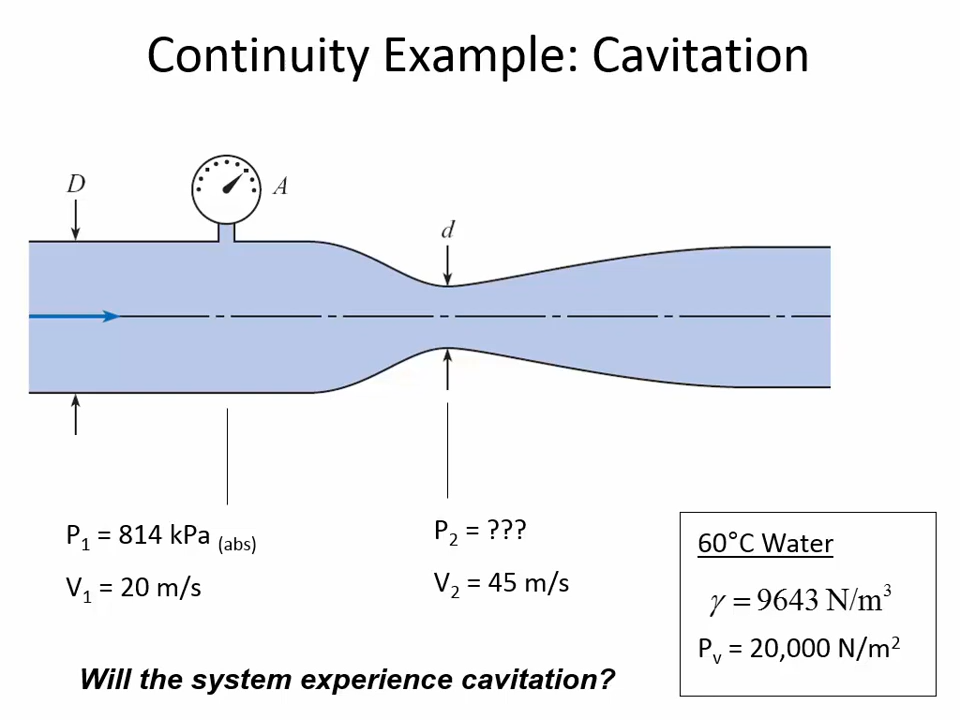 Continuity Example: Cavitation
D
A
d
P1 = 814 kPa (abs)
V1 = 20 m/s
P2 = ???
V2 = 45 m/s
60°C Water
γ = 9643 N/m³
Pv = 20,000 N/m²
Will the system experience cavitation?